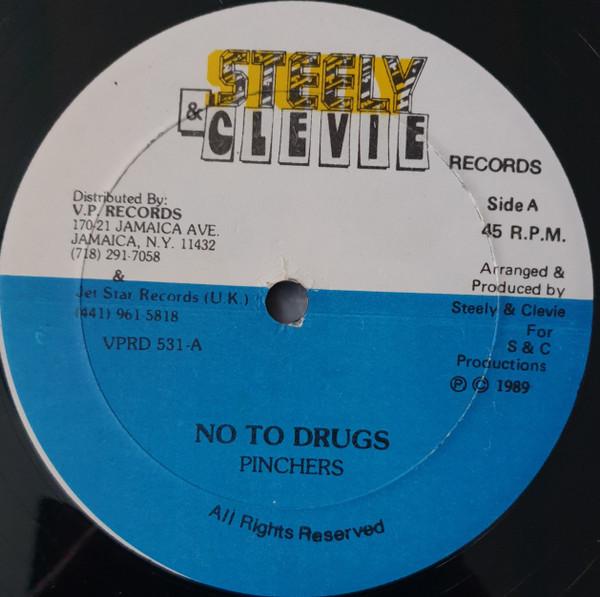 STEELY
& CLEVIE
RECORDS
Side A
45 R.P.M.
Distributed By:
V.P. RECORDS
170-21 JAMAICA AVE.
JAMAICA, N.Y. 11432
(718) 291-7058
&
Jet Star Records (U.K.)
(441) 961-5818
VPRD 531-A
Arranged &
Produced by
Steely & Clevie
For
S & C
Productions
℗ © 1989
NO TO DRUGS
PINCHERS
All Rights Reserved